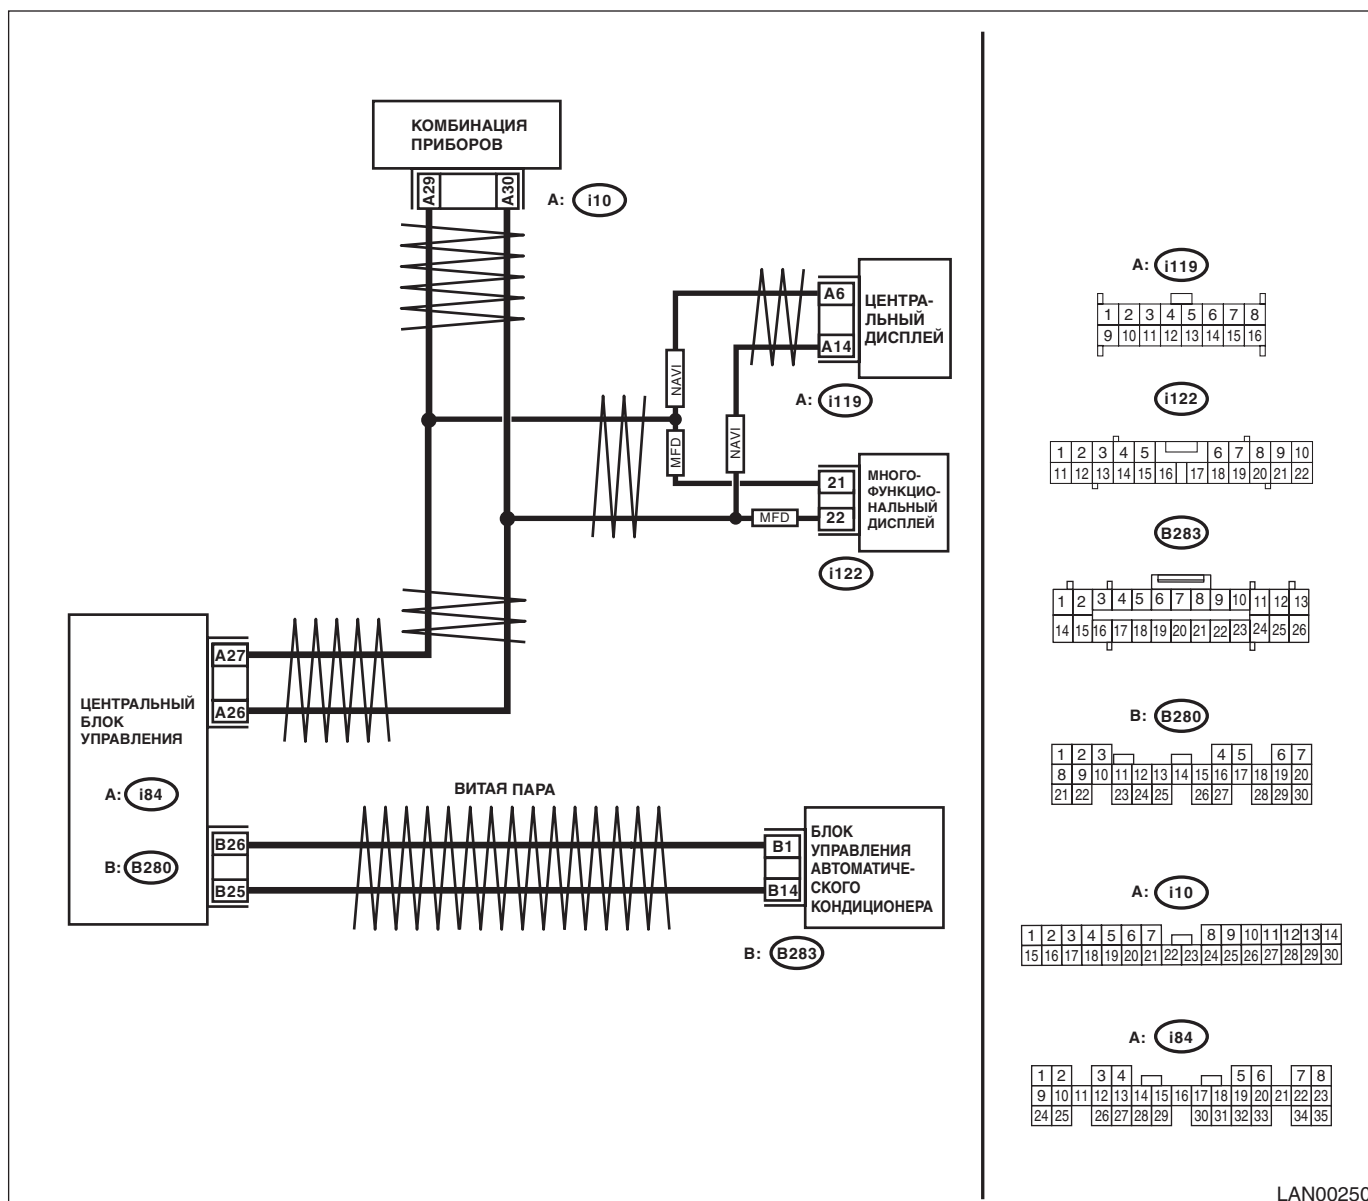 КОМБИНАЦИЯ
ПРИБОРОВ
A29
A30
A: i10
A6
A14
ЦЕНТРА-
ЛЬНЫЙ
ДИСПЛЕЙ
A: i119
NAVI
MFD
NAVI
MFD
21
22
МНОГО-
ФУНКЦИО-
НАЛЬНЫЙ
ДИСПЛЕЙ
i122
A27
A26
ЦЕНТРАЛЬНЫЙ
БЛОК
УПРАВЛЕНИЯ
A: i84
B: B280
B26
B25
ВИТАЯ ПАРА
B1
B14
БЛОК
УПРАВЛЕНИЯ
АВТОМАТИЧЕ-
СКОГО
КОНДИЦИОНЕРА
B: B283
A: i119
1 2 3 4 5 6 7 8
9 10 11 12 13 14 15 16
i122
1 2 3 4 5 6 7 8 9 10
11 12 13 14 15 16 17 18 19 20 21 22
B283
1 2 3 4 5 6 7 8 9 10 11 12 13
14 15 16 17 18 19 20 21 22 23 24 25 26
B: B280
1 2 3 4 5 6 7
8 9 10 11 12 13 14 15 16 17 18 19 20
21 22 23 24 25 26 27 28 29 30
A: i10
1 2 3 4 5 6 7 8 9 10 11 12 13 14
15 16 17 18 19 20 21 22 23 24 25 26 27 28 29 30
A: i84
1 2 3 4 5 6 7 8
9 10 11 12 13 14 15 16 17 18 19 20 21 22 23
24 25 26 27 28 29 30 31 32 33 34 35
LAN00250